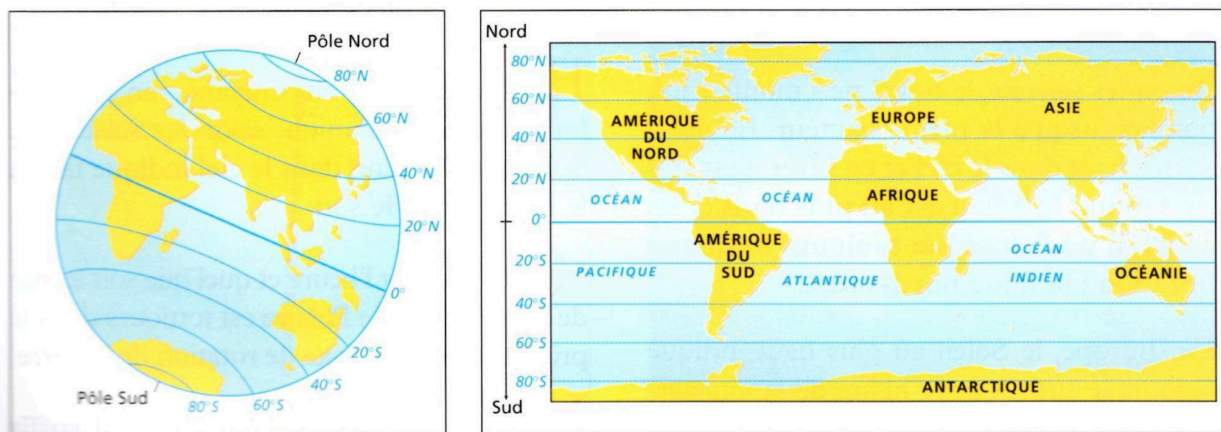 Pôle Nord
80°N
60°N
40°N
20°N
0°
20°S
40°S
60°S
80°S
Pôle Sud
Nord
80°N
60°N
40°N
20°N
0°
20°S
40°S
60°S
80°S
Sud
AMÉRIQUE
DU
NORD
EUROPE
ASIE
OCÉAN
OCÉAN
AFRIQUE
AMÉRIQUE
DU
SUD
OCÉAN
PACIFIQUE
ATLANTIQUE
INDIEN
OCÉANIE
ANTARCTIQUE